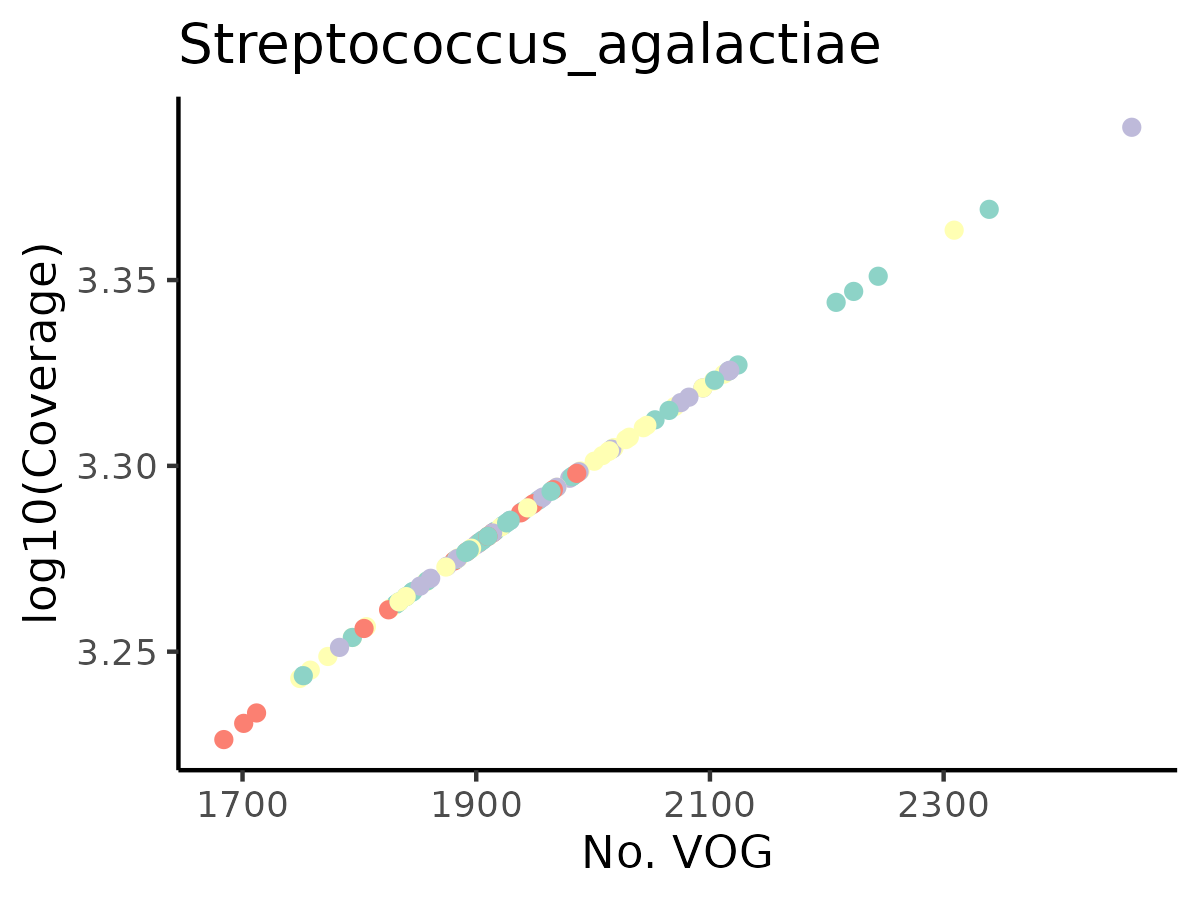 Streptococcus_agalactiae
log10(Coverage)
3.35
3.30
3.25
1700 1900 2100 2300
No. VOG